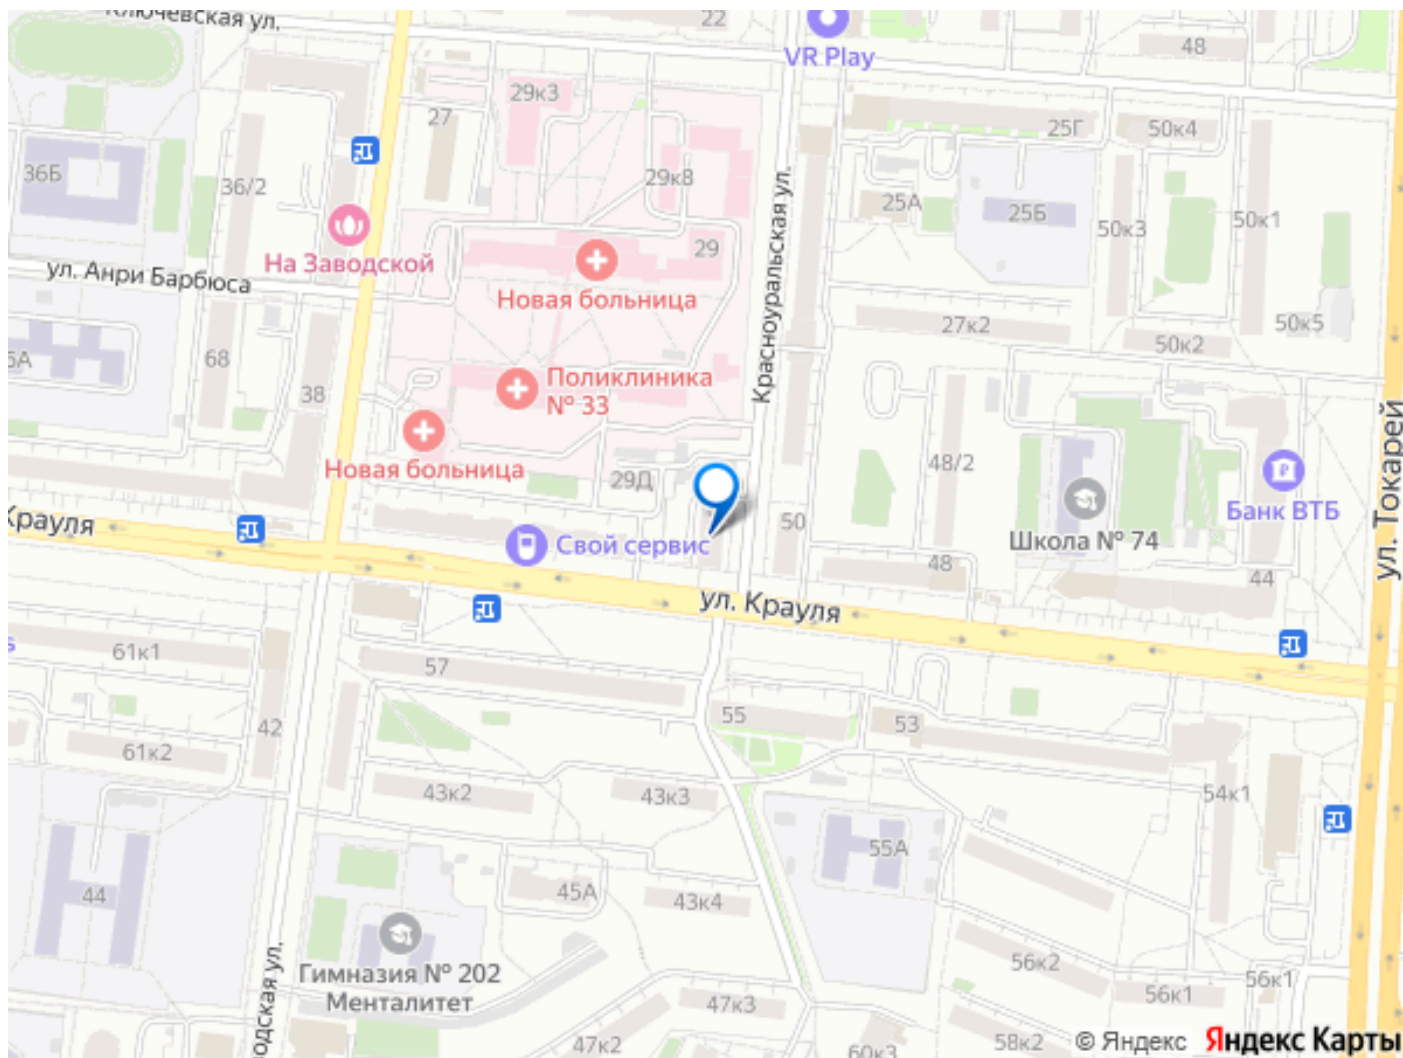 Ключевская ул.
22
48
VR Play
29к3
27
25Г
50к4
36Б
36/2
29к8
25А
25Б
50к3
50к1
На Заводской
29
Красноуральская ул.
ул. Анри Барбюса
Новая больница
27к2
50к5
50к2
68
38
Поликлиника
№ 33
ул. Токарей
Новая больница
29Д
48/2
Банк ВТБ
Крауля
Свой сервис
50
Школа № 74
48
44
ул. Крауля
61к1
57
42
55
53
61к2
43к2
43к3
54к1
55А
44
45А
43к4
Гимназия № 202
Менталитет
56к2
56к1
56к1
47к3
47к2
60к3
58к2
© Яндекс
Яндекс Карты